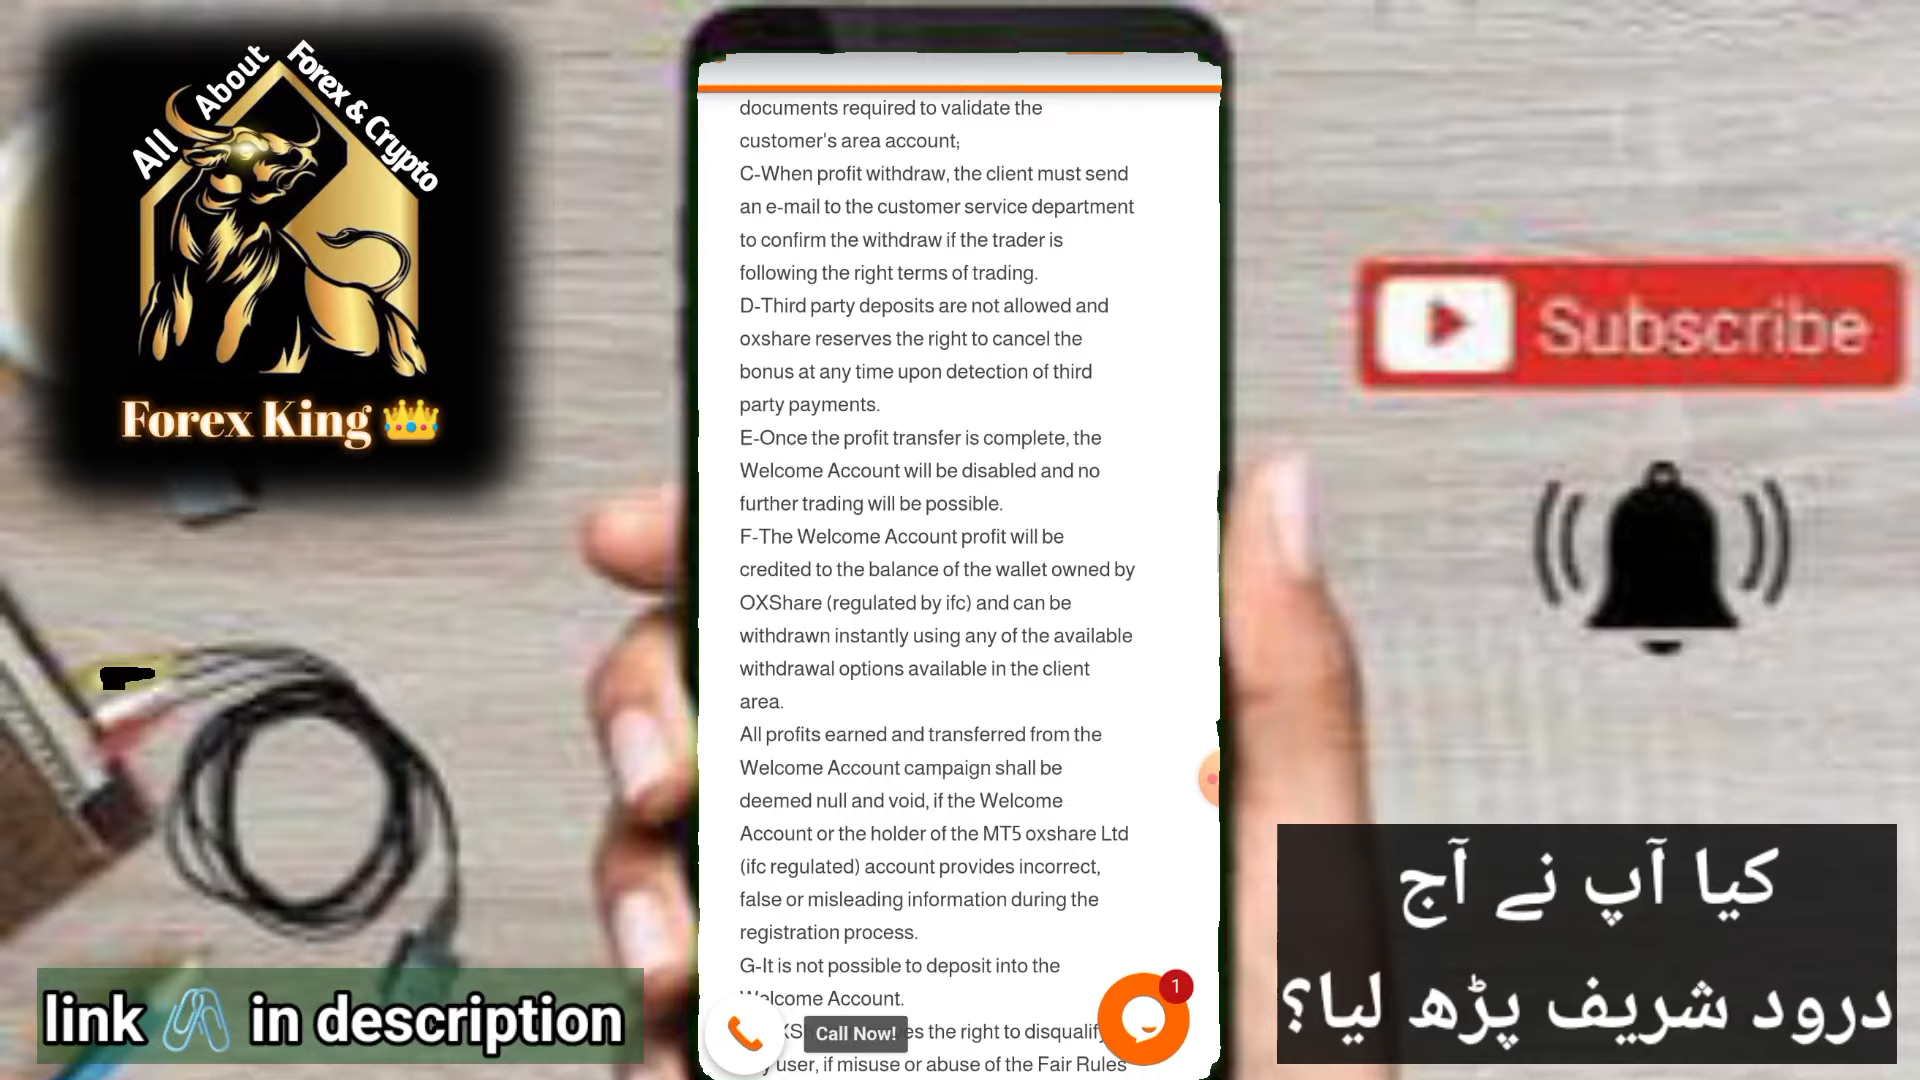 All About Forex & Crypto
Forex King
documents required to validate the
customer's area account;
C-When profit withdraw, the client must send
an e-mail to the customer service department
to confirm the withdraw if the trader is
following the right terms of trading.
D-Third party deposits are not allowed and
oxshare reserves the right to cancel the
bonus at any time upon detection of third
party payments.
E-Once the profit transfer is complete, the
Welcome Account will be disabled and no
further trading will be possible.
F-The Welcome Account profit will be
credited to the balance of the wallet owned by
OXShare (regulated by ifc) and can be
withdrawn instantly using any of the available
withdrawal options available in the client
area.
All profits earned and transferred from the
Welcome Account campaign shall be
deemed null and void, if the Welcome
Account or the holder of the MT5 oxshare Ltd
(ifc regulated) account provides incorrect,
false or misleading information during the
registration process.
G-It is not possible to deposit into the
Welcome Account.
the right to disqualify
user, if misuse or abuse of the Fair Rules
Call Now!
1
Subscribe
کیا آپ نے آج
درود شریف پڑھ لیا؟
link in description